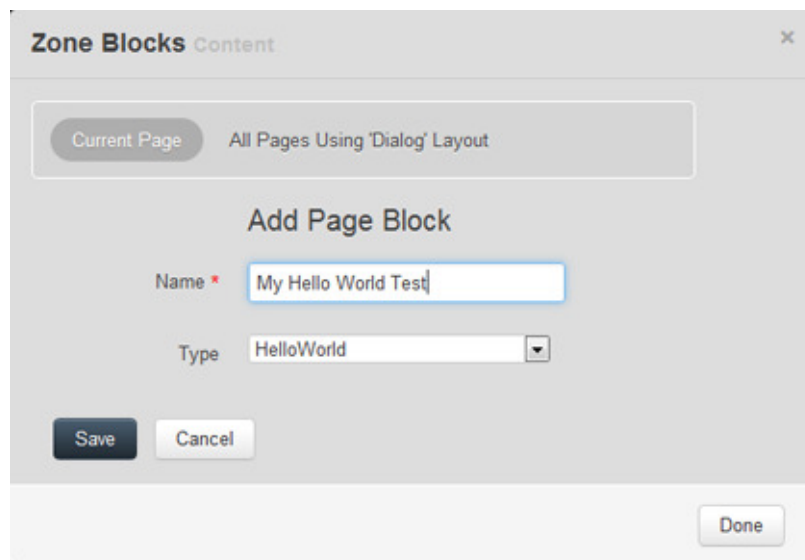 Zone Blocks Content ×
Current Page All Pages Using 'Dialog' Layout
Add Page Block
Name * My Hello World Test
Type HelloWorld
Save Cancel
Done